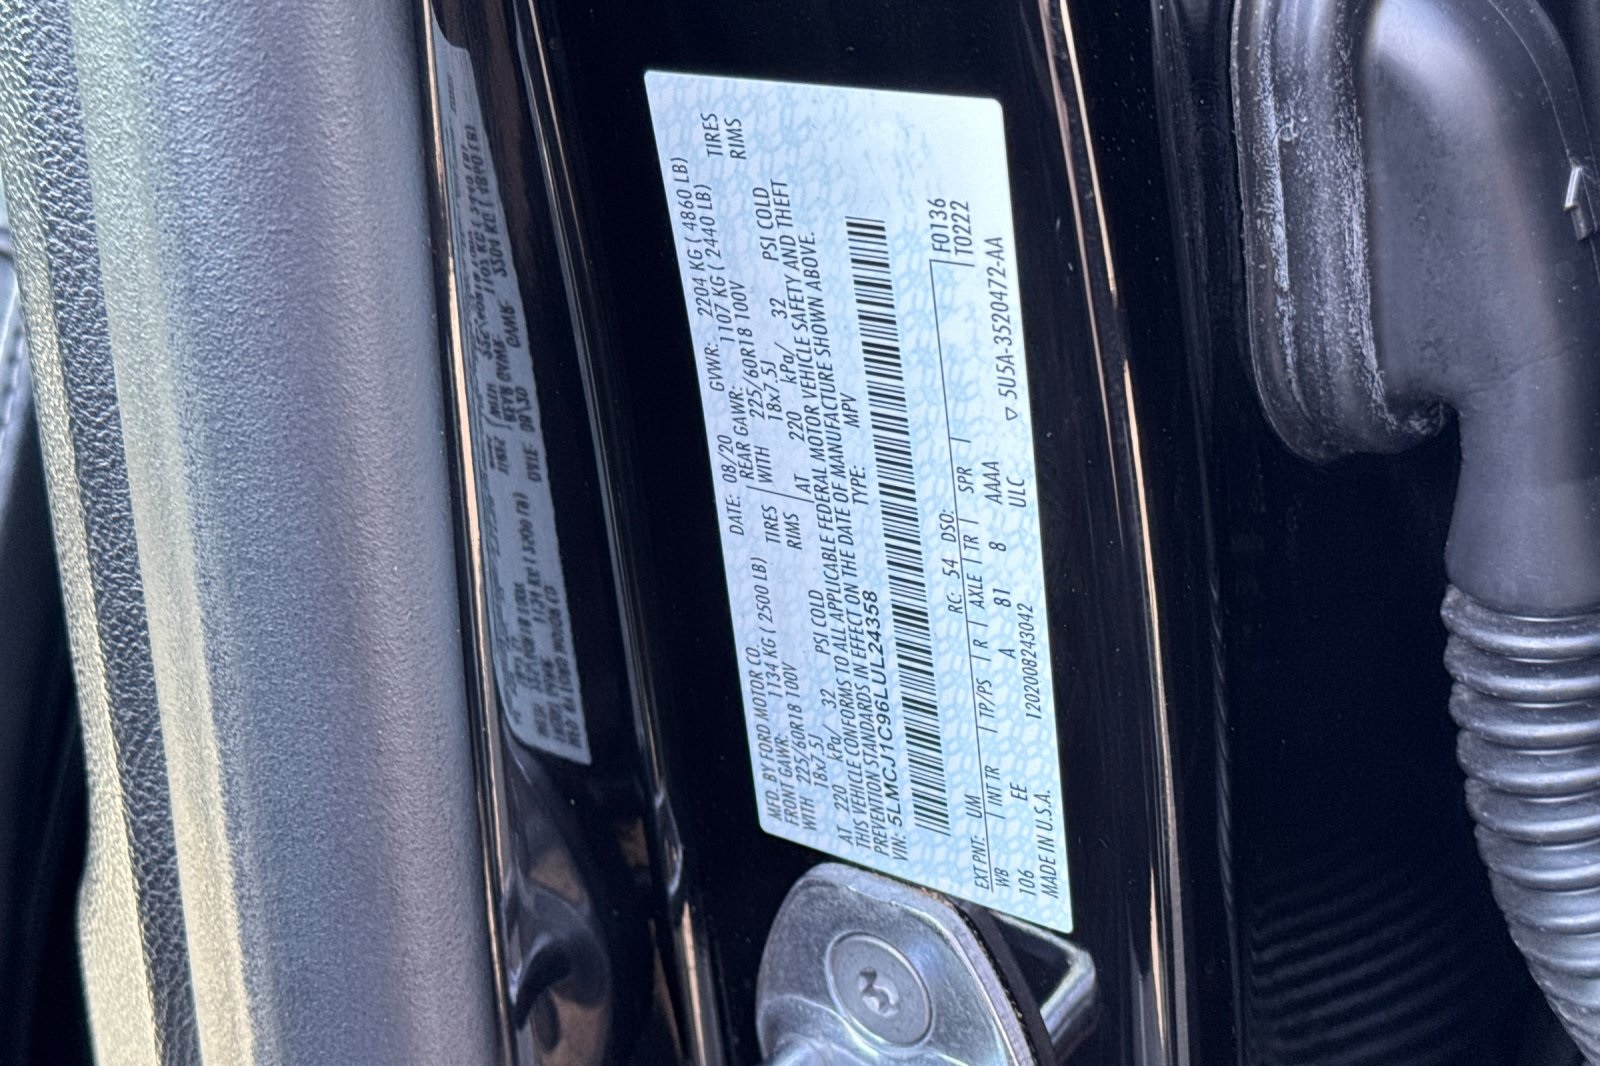 MFD. BY FORD MOTOR CO. DATE: 08/20 GVWR: 2204 KG ( 4860 LB)
FRONT GAWR: 1134 KG ( 2500 LB) REAR GAWR: 1107 KG ( 2440 LB)
WITH 225/60R18 100V TIRES WITH 225/60R18 100V TIRES
18x7.5J RIMS 18x7.5J RIMS
AT 220 kPa/ 32 PSI COLD AT 220 kPa/ 32 PSI COLD
THIS VEHICLE CONFORMS TO ALL APPLICABLE FEDERAL MOTOR VEHICLE SAFETY AND THEFT
PREVENTION STANDARDS IN EFFECT ON THE DATE OF MANUFACTURE SHOWN ABOVE.
VIN: 5LMCJ1C96LUL24358 TYPE: MPV
EXT PNT: UM RC: 54 DSO: F0136
WB INT TR TP/PS R AXLE TR SPR T0222
106 EE A 81 8 AAAA
MADE IN U.S.A. 120200824304​2 ULC ▽ 5U5A-3520472-AA